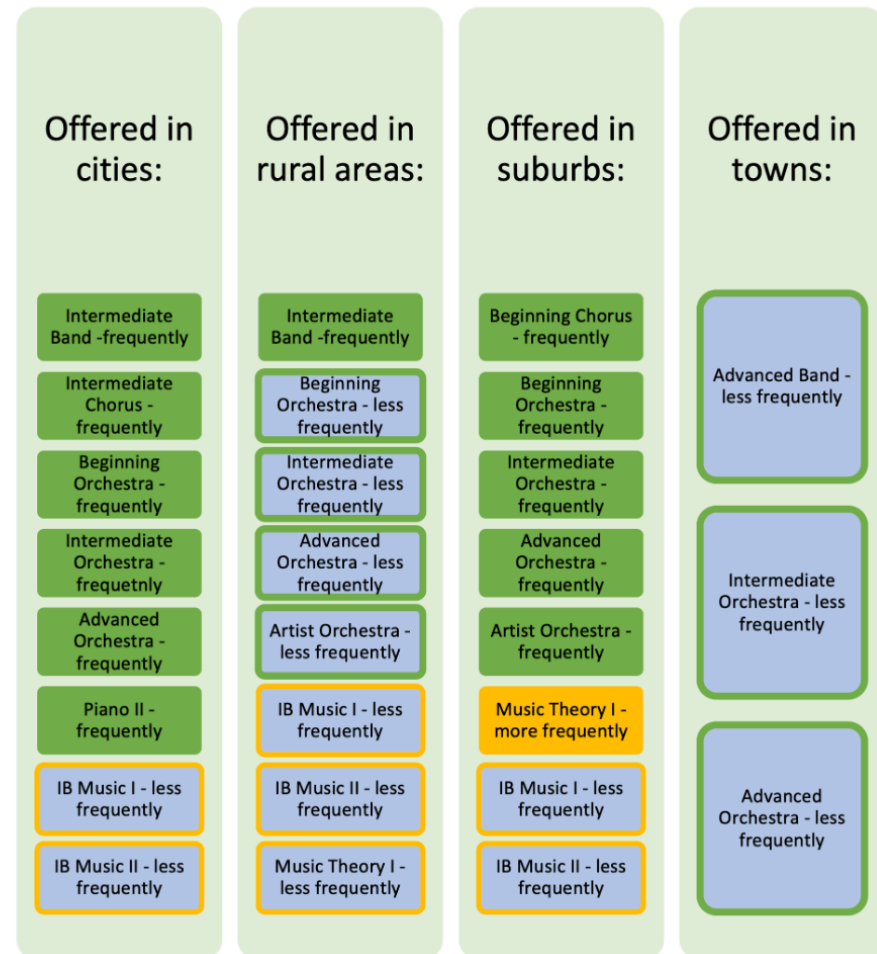 Offered in
cities:
Intermediate
Band -frequently
Intermediate
Chorus -
frequently
Beginning
Orchestra -
frequently
Intermediate
Orchestra -
frequetnly
Advanced
Orchestra -
frequently
Piano II -
frequently
IB Music I - less
frequently
IB Music II - less
frequently
Offered in
rural areas:
Intermediate
Band -frequently
Beginning
Orchestra - less
frequently
Intermediate
Orchestra - less
frequently
Advanced
Orchestra - less
frequently
Artist Orchestra -
less frequently
IB Music I - less
frequently
IB Music II - less
frequently
Music Theory I -
less frequently
Offered in
suburbs:
Beginning Chorus
- frequently
Beginning
Orchestra -
frequently
Intermediate
Orchestra -
frequently
Advanced
Orchestra -
frequently
Artist Orchestra -
frequently
Music Theory I -
more frequently
IB Music I - less
frequently
IB Music II - less
frequently
Offered in
towns:
Advanced Band -
less frequently
Intermediate
Orchestra - less
frequently
Advanced
Orchestra - less
frequently